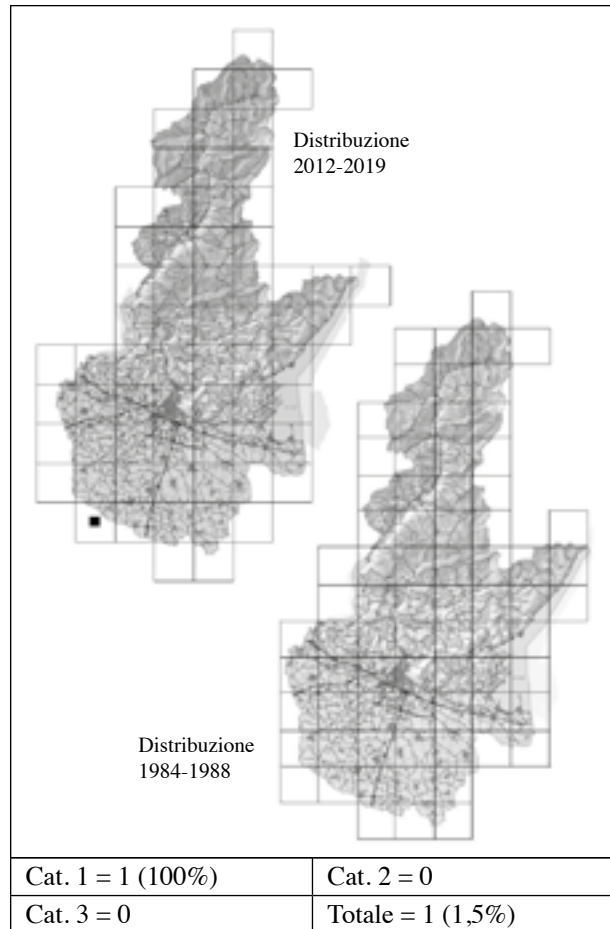 Distribuzione
2012-2019
Distribuzione
1984-1988
Cat. 1 = 1 (100%)
Cat. 2 = 0
Cat. 3 = 0
Totale = 1 (1,5%)